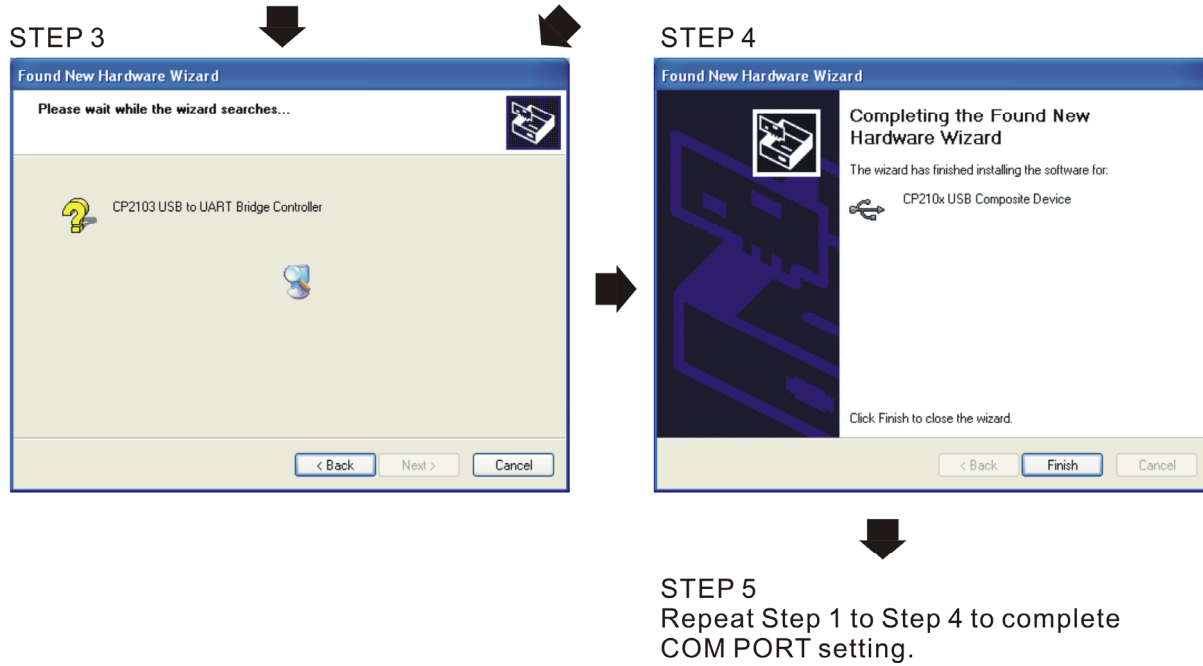 STEP 3
Found New Hardware Wizard
Please wait while the wizard searches...
CP2103 USB to UART Bridge Controller
< Back
Next >
Cancel
STEP 4
Found New Hardware Wizard
Completing the Found New
Hardware Wizard
The wizard has finished installing the software for:
CP210x USB Composite Device
Click Finish to close the wizard.
< Back
Finish
Cancel
STEP 5
Repeat Step 1 to Step 4 to complete
COM PORT setting.